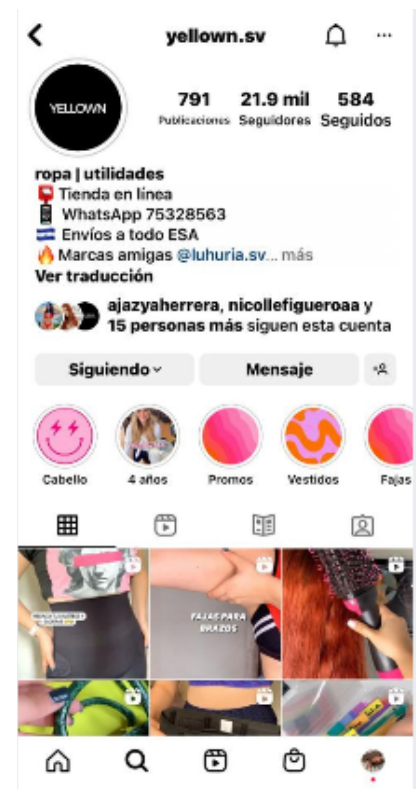 yellown.sv
YELLOWN
791 21.9 mil 584
Publicaciones Seguidores Seguidos
ropa | utilidades
Tienda en linea
WhatsApp 75328563
Envíos a todo ESA
Marcas amigas @luhuria.sv... más
Ver traducción
ajazyaherrera, nicollefigueroaa y
15 personas más siguen esta cuenta
Siguiendo Mensaje
Cabello 4 años Promos Vestidos Fajas
FAJAS PARA
BRAZOS